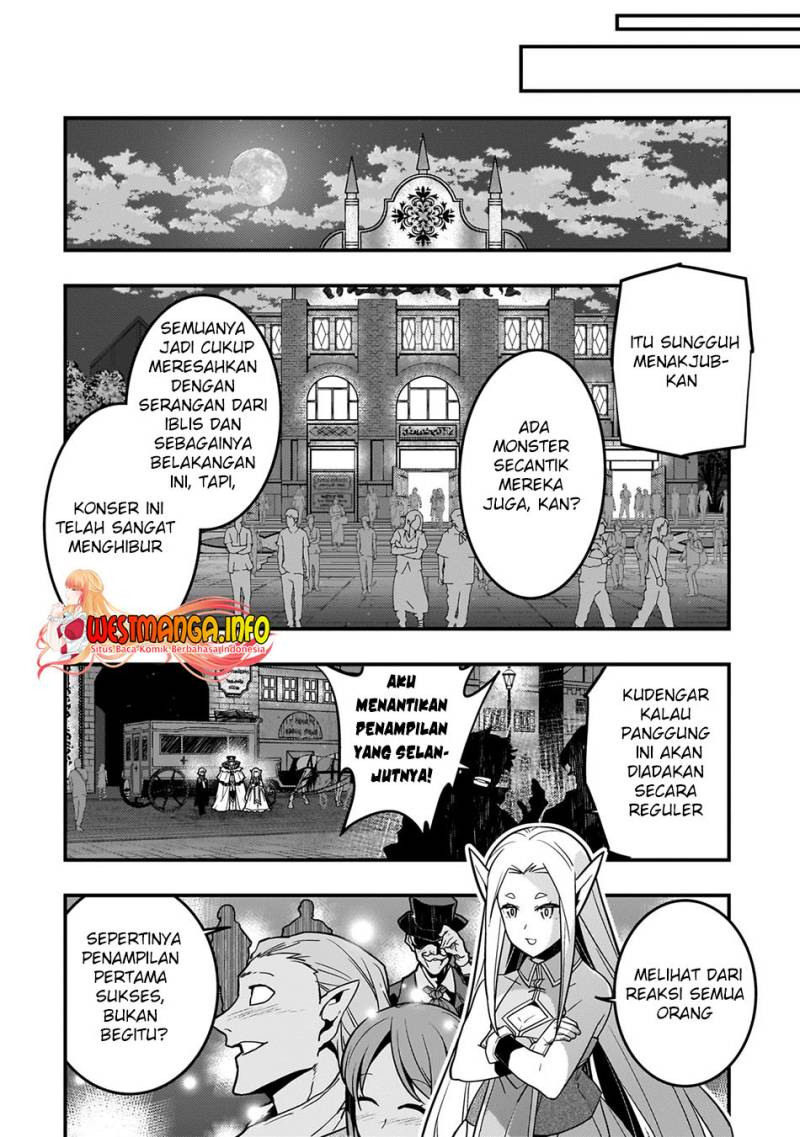 ITU SUNGGUH
MENAKJUB-
KAN
ADA
MONSTER
SECANTIK
MEREKA
JUGA, KAN?
SEMUANYA
JADI CUKUP
MERESAHKAN
DENGAN
SERANGAN DARI
IBLIS DAN
SEBAGAINYA
BELAKANGAN
INI, TAPI,
KONSER INI
TELAH SANGAT
MENGHIBUR
WESTMANGA.INFO
Situs Baca Komik Berbahasa Indonesia
KUDENGAR
KALAU
PANGGUNG
INI AKAN
DIADAKAN
SECARA
REGULER
AKU
MENANTIKAN
PENAMPILAN
YANG SELAN-
JUTNYA!
MELIHAT DARI
REAKSI SEMUA
ORANG
SEPERTINYA
PENAMPILAN
PERTAMA
SUKSES,
BUKAN
BEGITU?